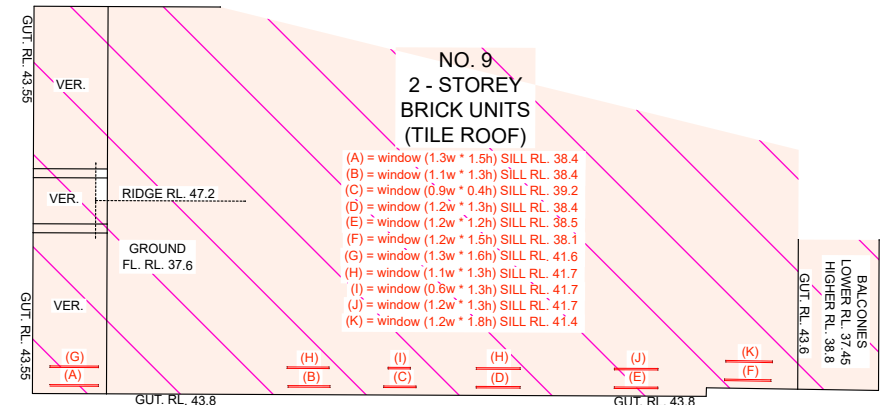 GUT. RL. 43.55
VER.
NO. 9
2 - STOREY
BRICK UNITS
(TILE ROOF)
(A) = window (1.3w * 1.5h) SILL RL. 38.4
(B) = window (1.1w * 1.3h) SILL RL. 38.4
(C) = window (0.9w * 0.4h) SILL RL. 39.2
(D) = window (1.2w * 1.3h) SILL RL. 38.4
(E) = window (1.2w * 1.2h) SILL RL. 38.5
(F) = window (1.2w * 1.5h) SILL RL. 38.1
(G) = window (1.3w * 1.6h) SILL RL. 41.6
(H) = window (1.1w * 1.3h) SILL RL. 41.7
(I) = window (0.6w * 1.3h) SILL RL. 41.7
(J) = window (1.2w * 1.3h) SILL RL. 41.7
(K) = window (1.2w * 1.8h) SILL RL. 41.4
VER.
RIDGE RL. 47.2
GROUND
FL. RL. 37.6
VER.
GUT. RL. 43.55
GUT. RL. 43.6
BALCONIES
LOWER RL. 37.45
HIGHER RL. 38.8
(G)
(H)
(I)
(H)
(J)
(K)
(A)
(B)
(C)
(D)
(E)
(F)
GUT. RL. 43.8
GUT. RL. 43.8